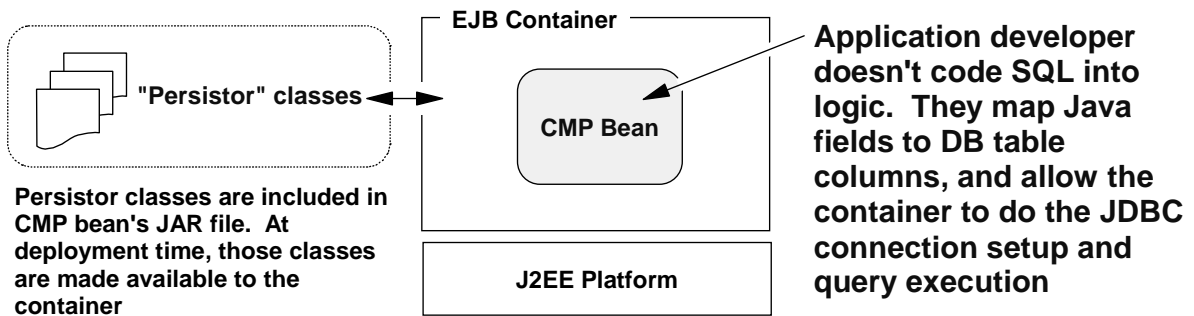 "Persistor" classes
Persistor classes are included in
CMP bean's JAR file. At
deployment time, those classes
are made available to the
container
EJB Container
CMP Bean
J2EE Platform
Application developer
doesn't code SQL into
logic. They map Java
fields to DB table
columns, and allow the
container to do the JDBC
connection setup and
query execution